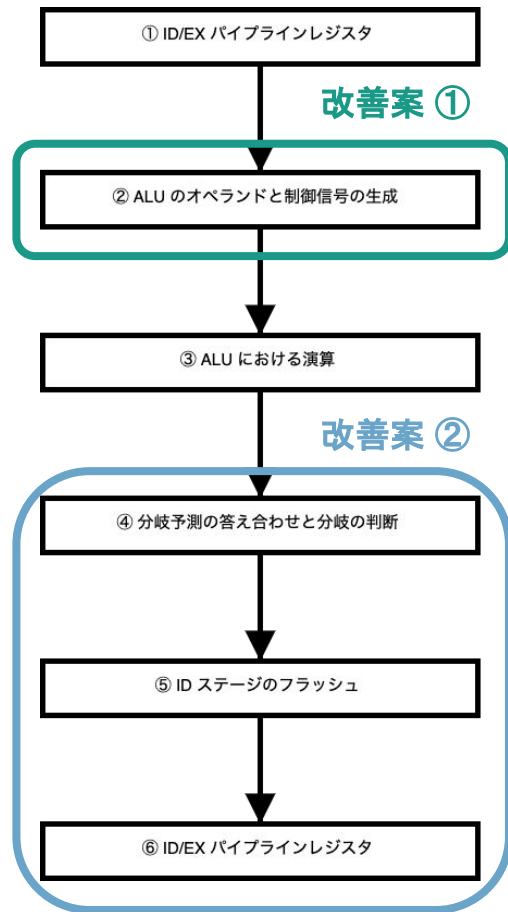 ① ID/EX パイプラインレジスタ
改善案 ①
② ALU のオペランドと制御信号の生成
③ ALU における演算
改善案 ②
④ 分岐予測の答え合わせと分岐の判断
⑤ ID ステージのフラッシュ
⑥ ID/EX パイプラインレジスタ